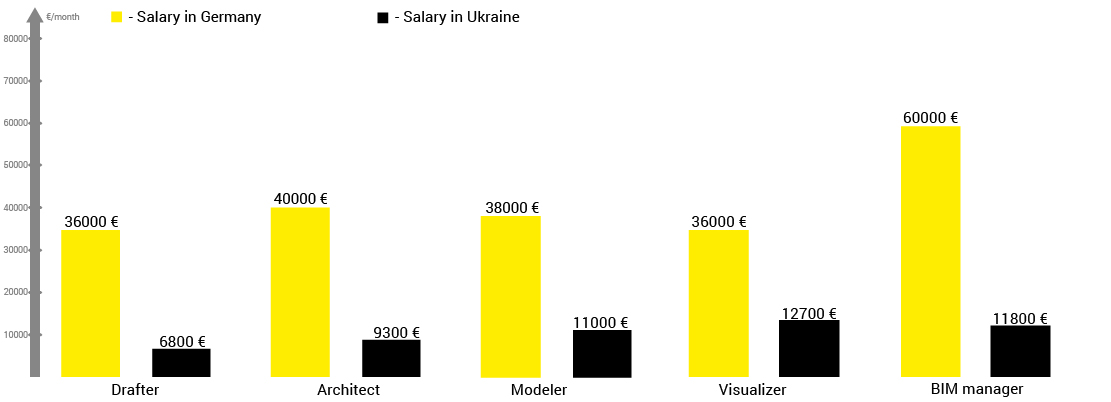 €/month
- Salary in Germany
- Salary in Ukraine
80000
70000
60000
50000
40000
30000
20000
10000
36000 €
6800 €
40000 €
9300 €
38000 €
11000 €
36000 €
12700 €
60000 €
11800 €
Drafter
Architect
Modeler
Visualizer
BIM manager